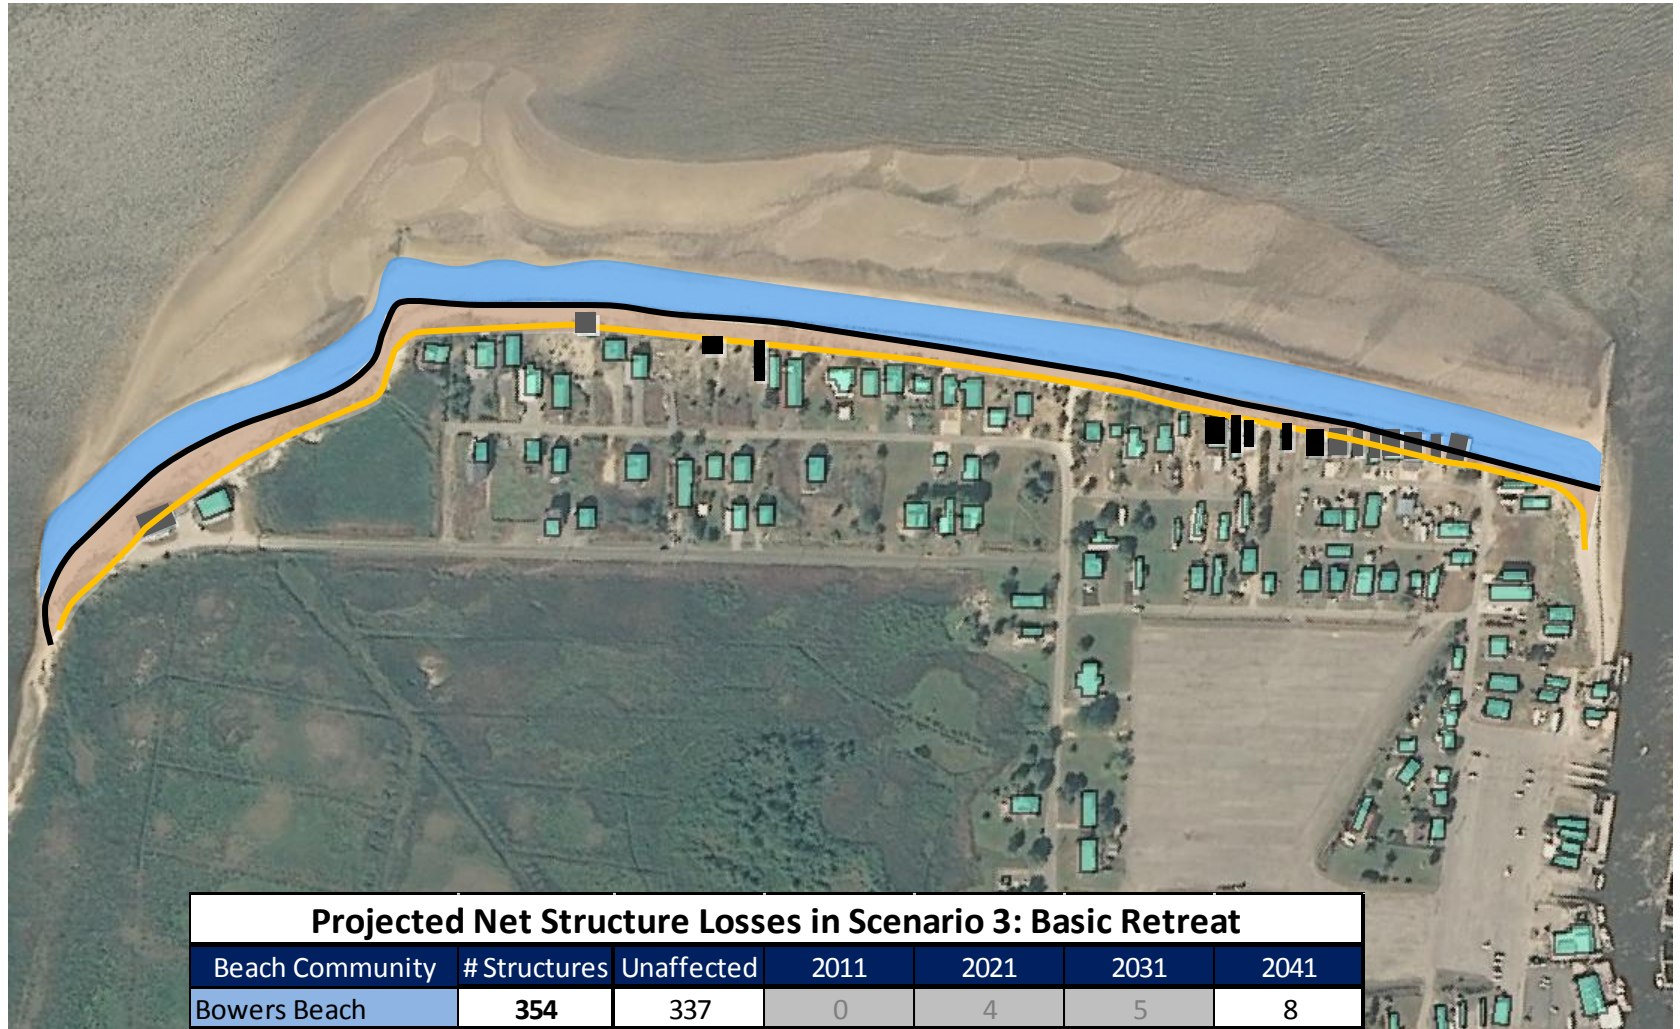 Projected Net Structure Losses in Scenario 3: Basic Retreat
Beach Community # Structures Unaffected 2011 2021 2031 2041
Bowers Beach 354 337 0 4 5 8